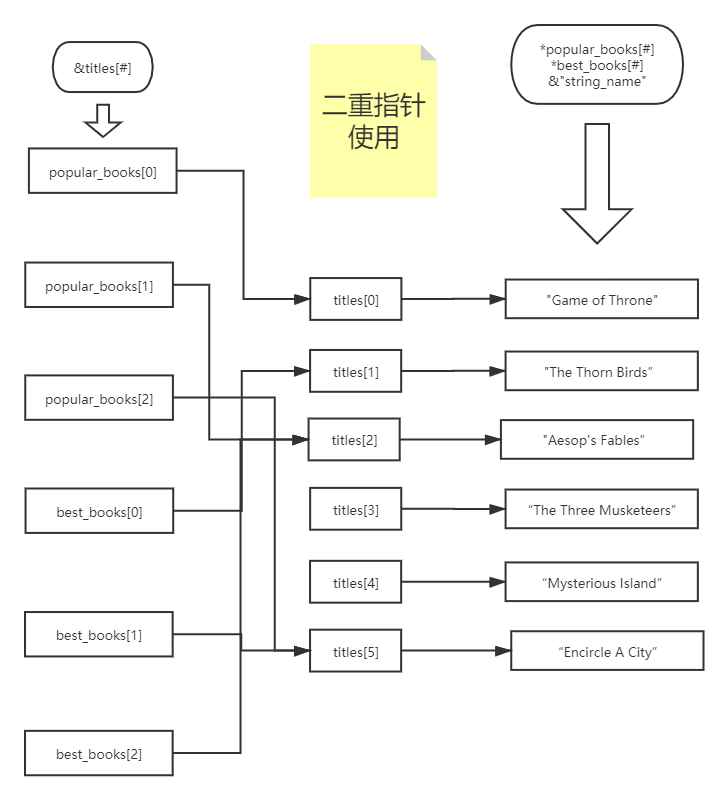 &titles[#]
二重指针
使用
*popular_books[#]
*best_books[#]
&"string_name"
popular_books[0]
popular_books[1]
popular_books[2]
best_books[0]
best_books[1]
best_books[2]
titles[0]
titles[1]
titles[2]
titles[3]
titles[4]
titles[5]
"Game of Throne"
"The Thorn Birds”
"Aesop's Fables”
“The Three Musketeers”
“Mysterious Island”
“Encircle A City”